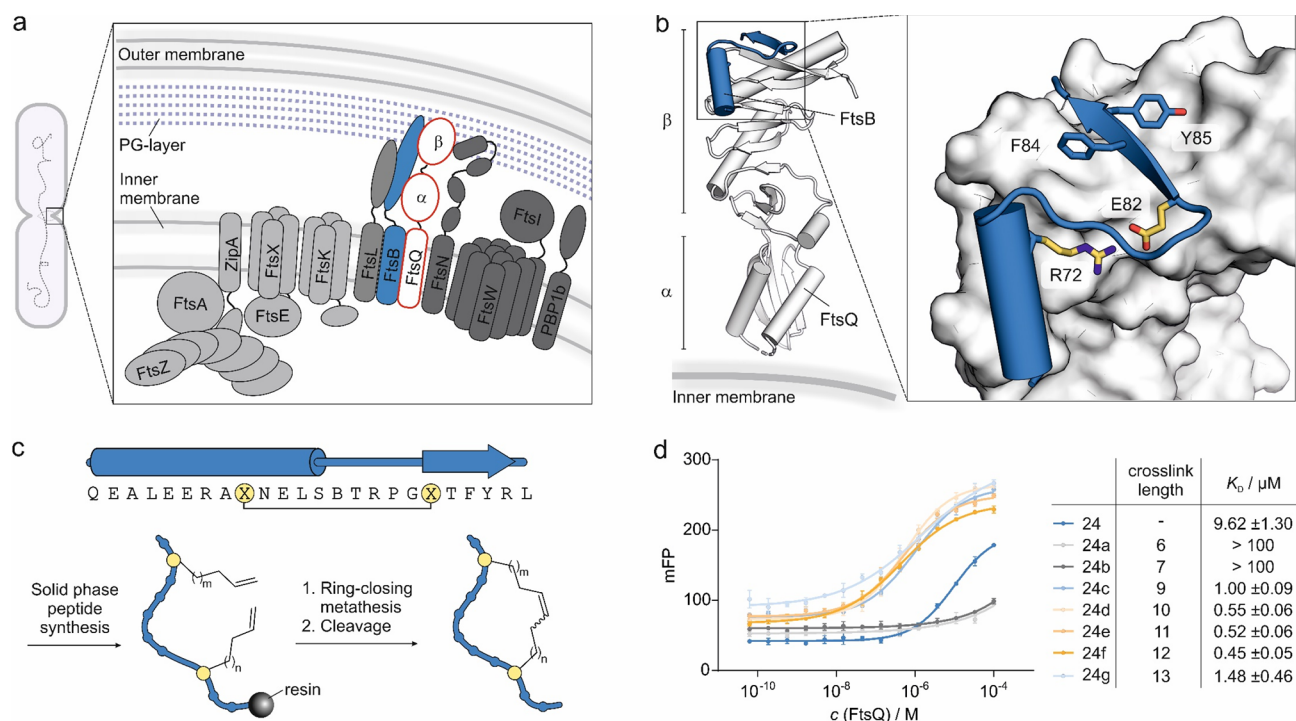 a
Outer membrane
PG-layer
Inner
membrane
β
α
ZipA
FtsX
FtsK
FtsL
FtsB
FtsQ
FtsN
FtsI
FtsW
PBP1b
FtsA
FtsE
FtsZ
b
β
α
FtsB
FtsQ
Inner membrane
F84
Y85
E82
R72
c
Q E A L E E R A X N E L S B T R P G X T F Y R L
Solid phase
peptide
synthesis
( )m
( )n
resin
1. Ring-closing
metathesis
2. Cleavage
( )m
( )n
d
mFP
300
200
100
0
10⁻¹⁰ 10⁻⁸ 10⁻⁶ 10⁻⁴
c (FtsQ) / M
crosslink
length
K_D / µM
24 - 9.62 ±1.30
24a 6 > 100
24b 7 > 100
24c 9 1.00 ±0.09
24d 10 0.55 ±0.06
24e 11 0.52 ±0.06
24f 12 0.45 ±0.05
24g 13 1.48 ±0.46